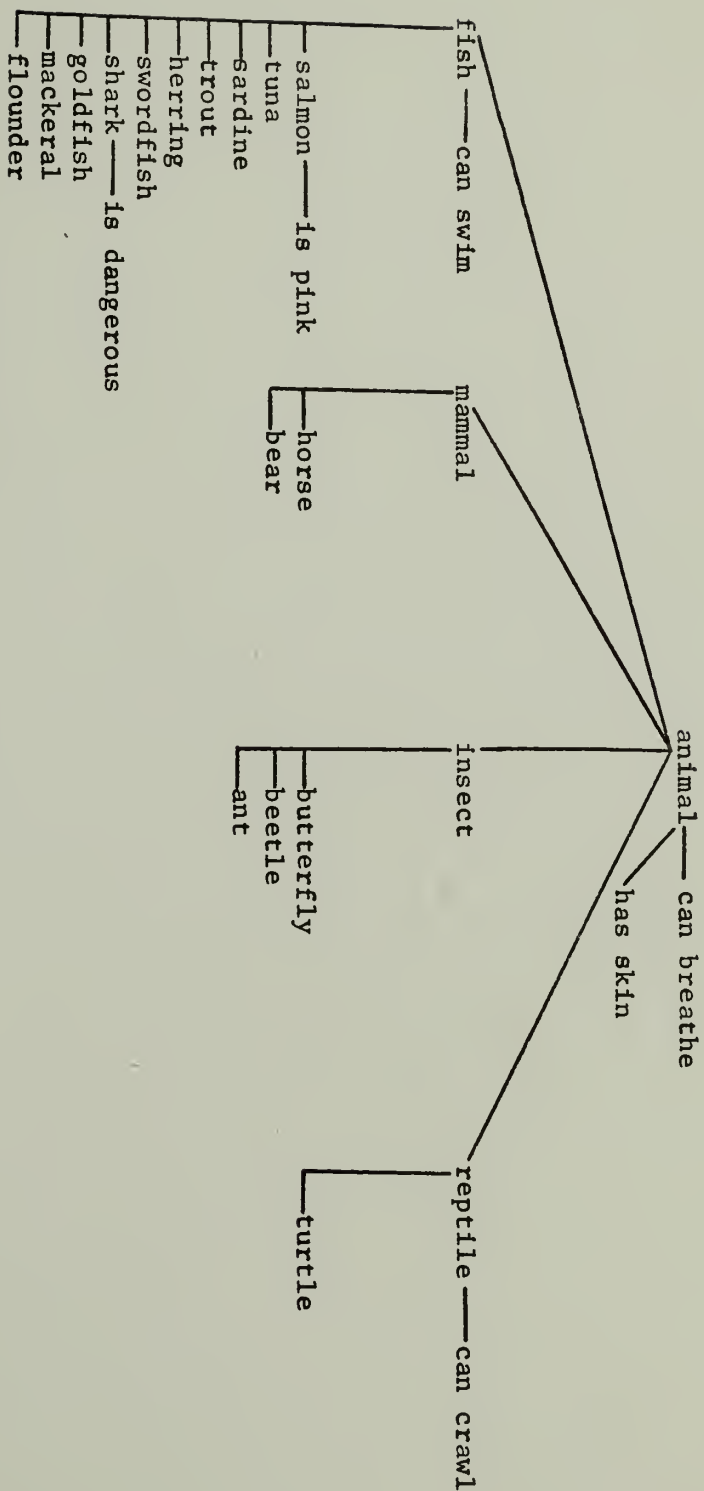 animal can breathe
has skin
fish can swim
mammal
insect
reptile can crawl
salmon is pink
tuna
sardine
trout
herring
swordfish
shark is dangerous
goldfish
mackeral
flounder
horse
bear
butterfly
beetle
ant
turtle